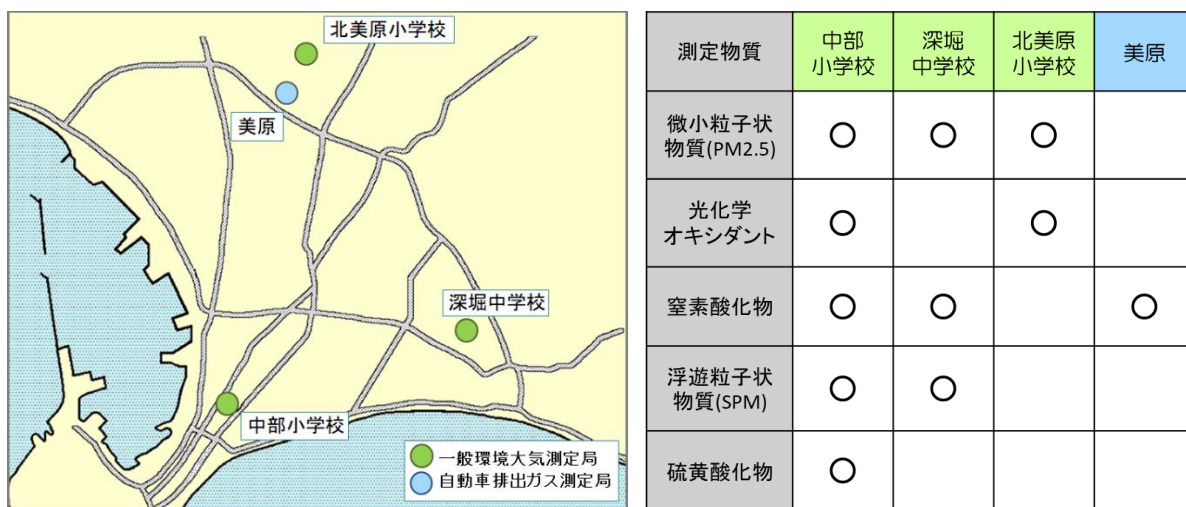 北美原小学校
美原
深堀中学校
中部小学校
一般環境大気測定局
自動車排出ガス測定局
測定物質
中部
小学校
深堀
中学校
北美原
小学校
美原
微小粒子状
物質(PM2.5)
○ ○ ○
光化学
オキシダント
○ ○
窒素酸化物
○ ○ ○
浮遊粒子状
物質(SPM)
○ ○
硫黄酸化物
○